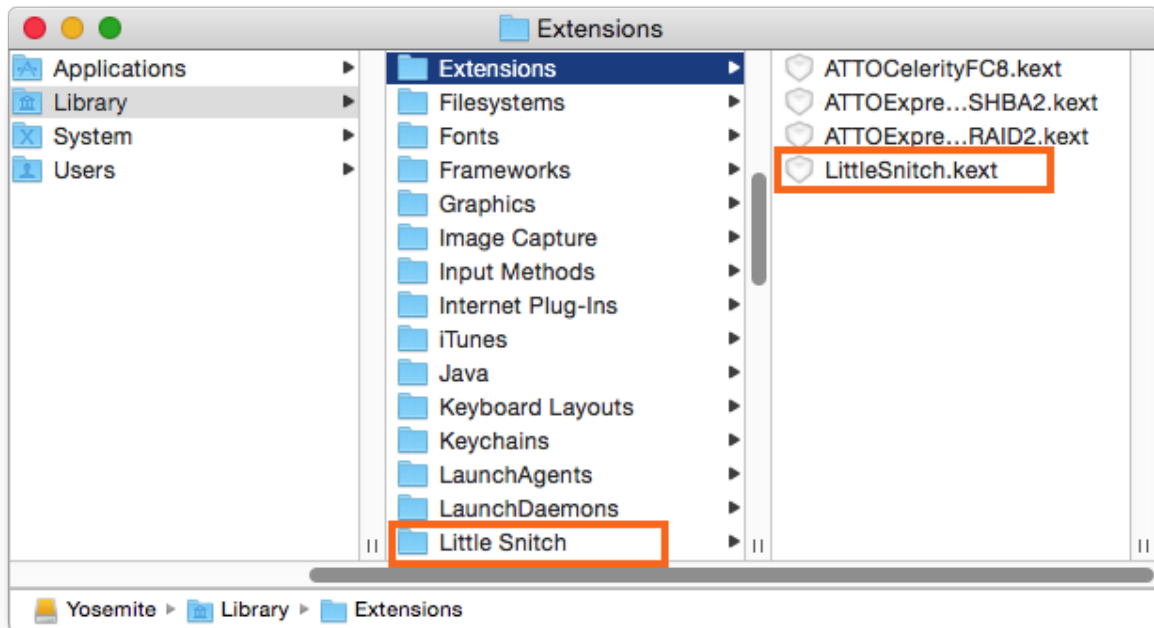 Extensions
Applications
Library
System
Users
Extensions
Filesystems
Fonts
Frameworks
Graphics
Image Capture
Input Methods
Internet Plug-Ins
iTunes
Java
Keyboard Layouts
Keychains
LaunchAgents
LaunchDaemons
Little Snitch
ATTOCelerityFC8.kext
ATTOExpre...SHBA2.kext
ATTOExpre...RAID2.kext
LittleSnitch.kext
Yosemite Library Extensions